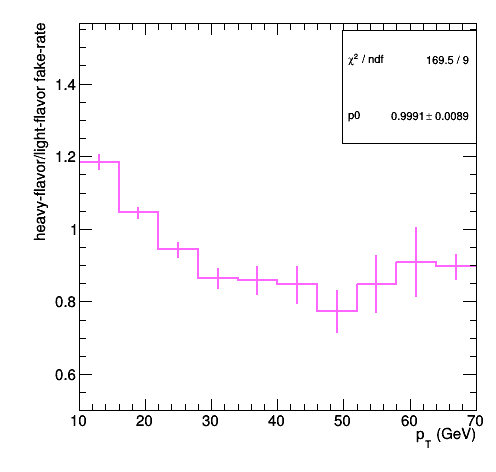 heavy-flavor/light-flavor fake-rate
χ² / ndf 169.5 / 9
p0 0.9991 ± 0.0089
1.4
1.2
1
0.8
0.6
10 20 30 40 50 60 70
p_T (GeV)